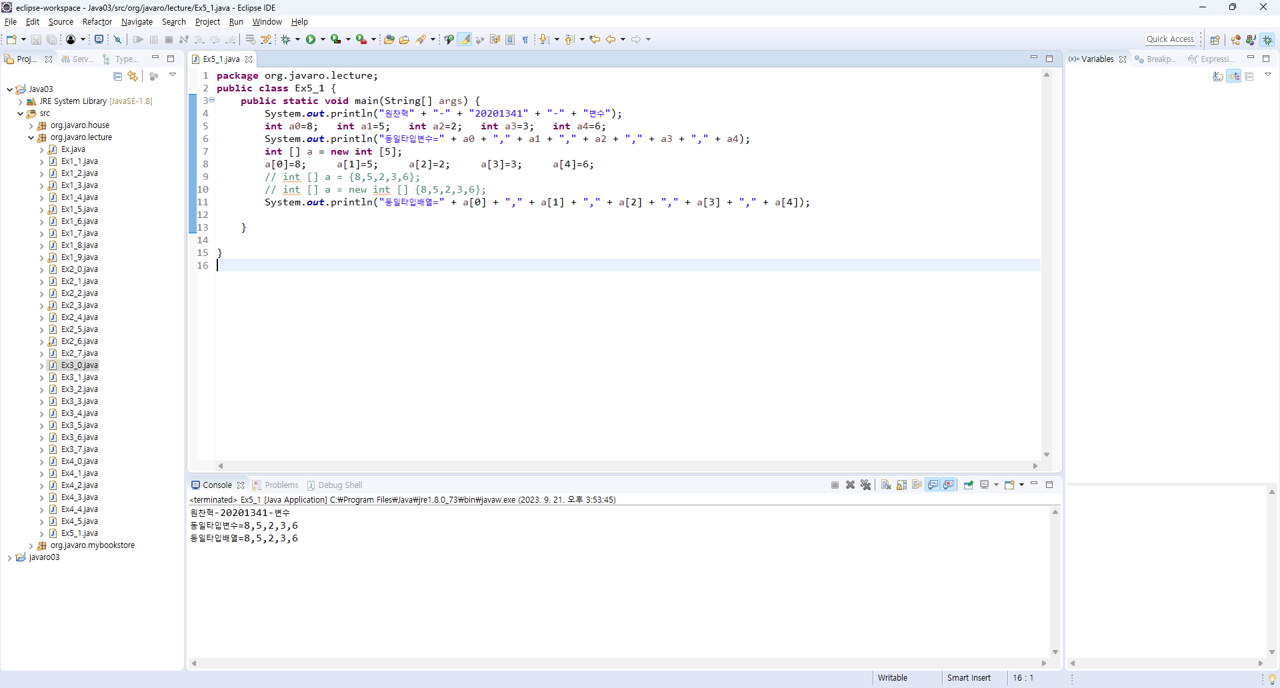 eclipse-workspace - Java03/src/org/javaro/lecture/Ex5_1.java - Eclipse IDE
File Edit Source Refactor Navigate Search Project Run Window Help
Quick Access
Proj... Serv... Type...
Java03
JRE System Library [JavaSE-1.8]
src
org.javaro.house
org.javaro.lecture
Ex.java
Ex1_1.java
Ex1_2.java
Ex1_3.java
Ex1_4.java
Ex1_5.java
Ex1_6.java
Ex1_7.java
Ex1_8.java
Ex1_9.java
Ex2_0.java
Ex2_1.java
Ex2_2.java
Ex2_3.java
Ex2_4.java
Ex2_5.java
Ex2_6.java
Ex2_7.java
Ex3_0.java
Ex3_1.java
Ex3_2.java
Ex3_3.java
Ex3_4.java
Ex3_5.java
Ex3_6.java
Ex3_7.java
Ex4_0.java
Ex4_1.java
Ex4_2.java
Ex4_3.java
Ex4_4.java
Ex4_5.java
Ex5_1.java
org.javaro.mybookstore
javaro03
Ex5_1.java
1 package org.javaro.lecture;
2 public class Ex5_1 {
3 public static void main(String[] args) {
4 System.out.println("원찬혁" + "-" + "20201341" + "-" + "변수");
5 int a0=8; int a1=5; int a2=2; int a3=3; int a4=6;
6 System.out.println("동일타입변수=" + a0 + "," + a1 + "," + a2 + "," + a3 + "," + a4);
7 int [] a = new int [5];
8 a[0]=8; a[1]=5; a[2]=2; a[3]=3; a[4]=6;
9 // int [] a = {8,5,2,3,6};
10 // int [] a = new int [] {8,5,2,3,6};
11 System.out.println("동일타입배열=" + a[0] + "," + a[1] + "," + a[2] + "," + a[3] + "," + a[4]);
12
13 }
14
15 }
16
(x)= Variables Breakp... Expressi...
Console Problems Debug Shell
<terminated> Ex5_1 [Java Application] C:₩Program Files₩Java₩jre1.8.0_73₩bin₩javaw.exe (2023. 9. 21. 오후 3:53:45)
원찬혁-20201341-변수
동일타입변수=8,5,2,3,6
동일타입배열=8,5,2,3,6
Writable Smart Insert 16 : 1